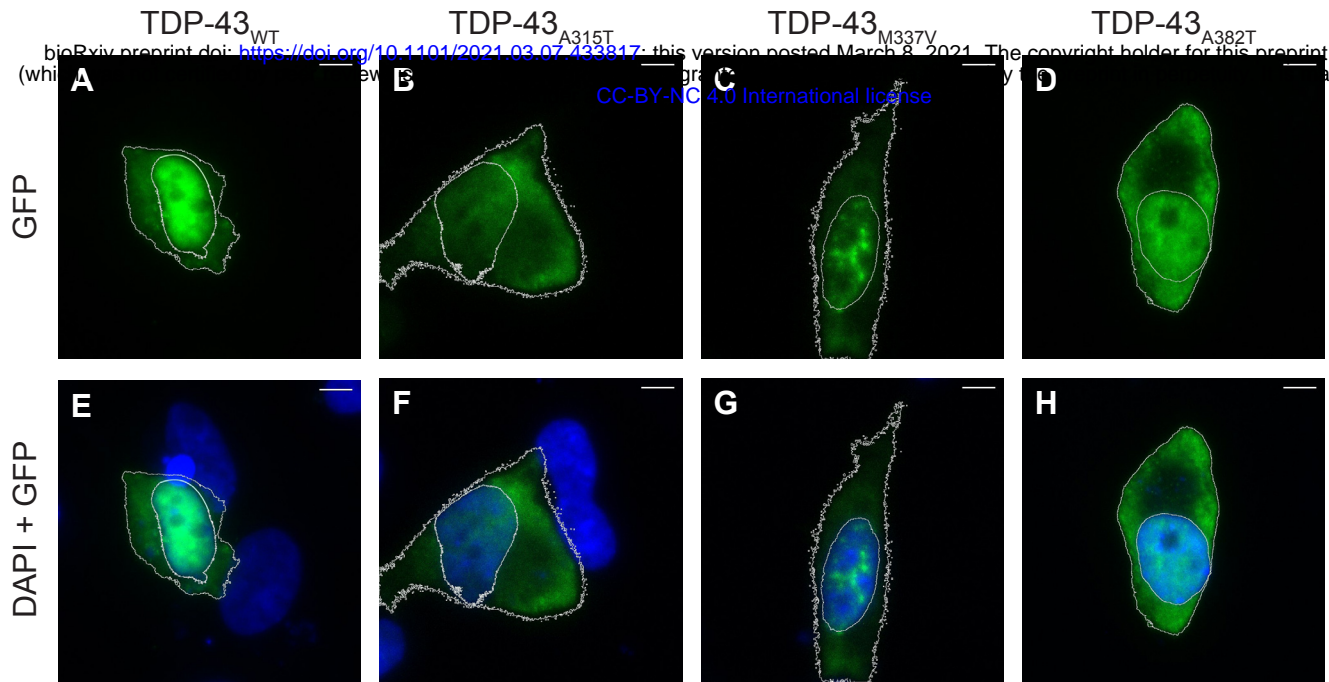 TDP-43WT TDP-43A315T TDP-43M337V TDP-43A382T
bioRxiv preprint doi: https://doi.org/10.1101/2021.03.07.433817; this version posted March 8, 2021. The copyright holder for this preprint
(whic
CC-BY-NC 4.0 International license
A B C D
GFP
E F G H
DAPI + GFP